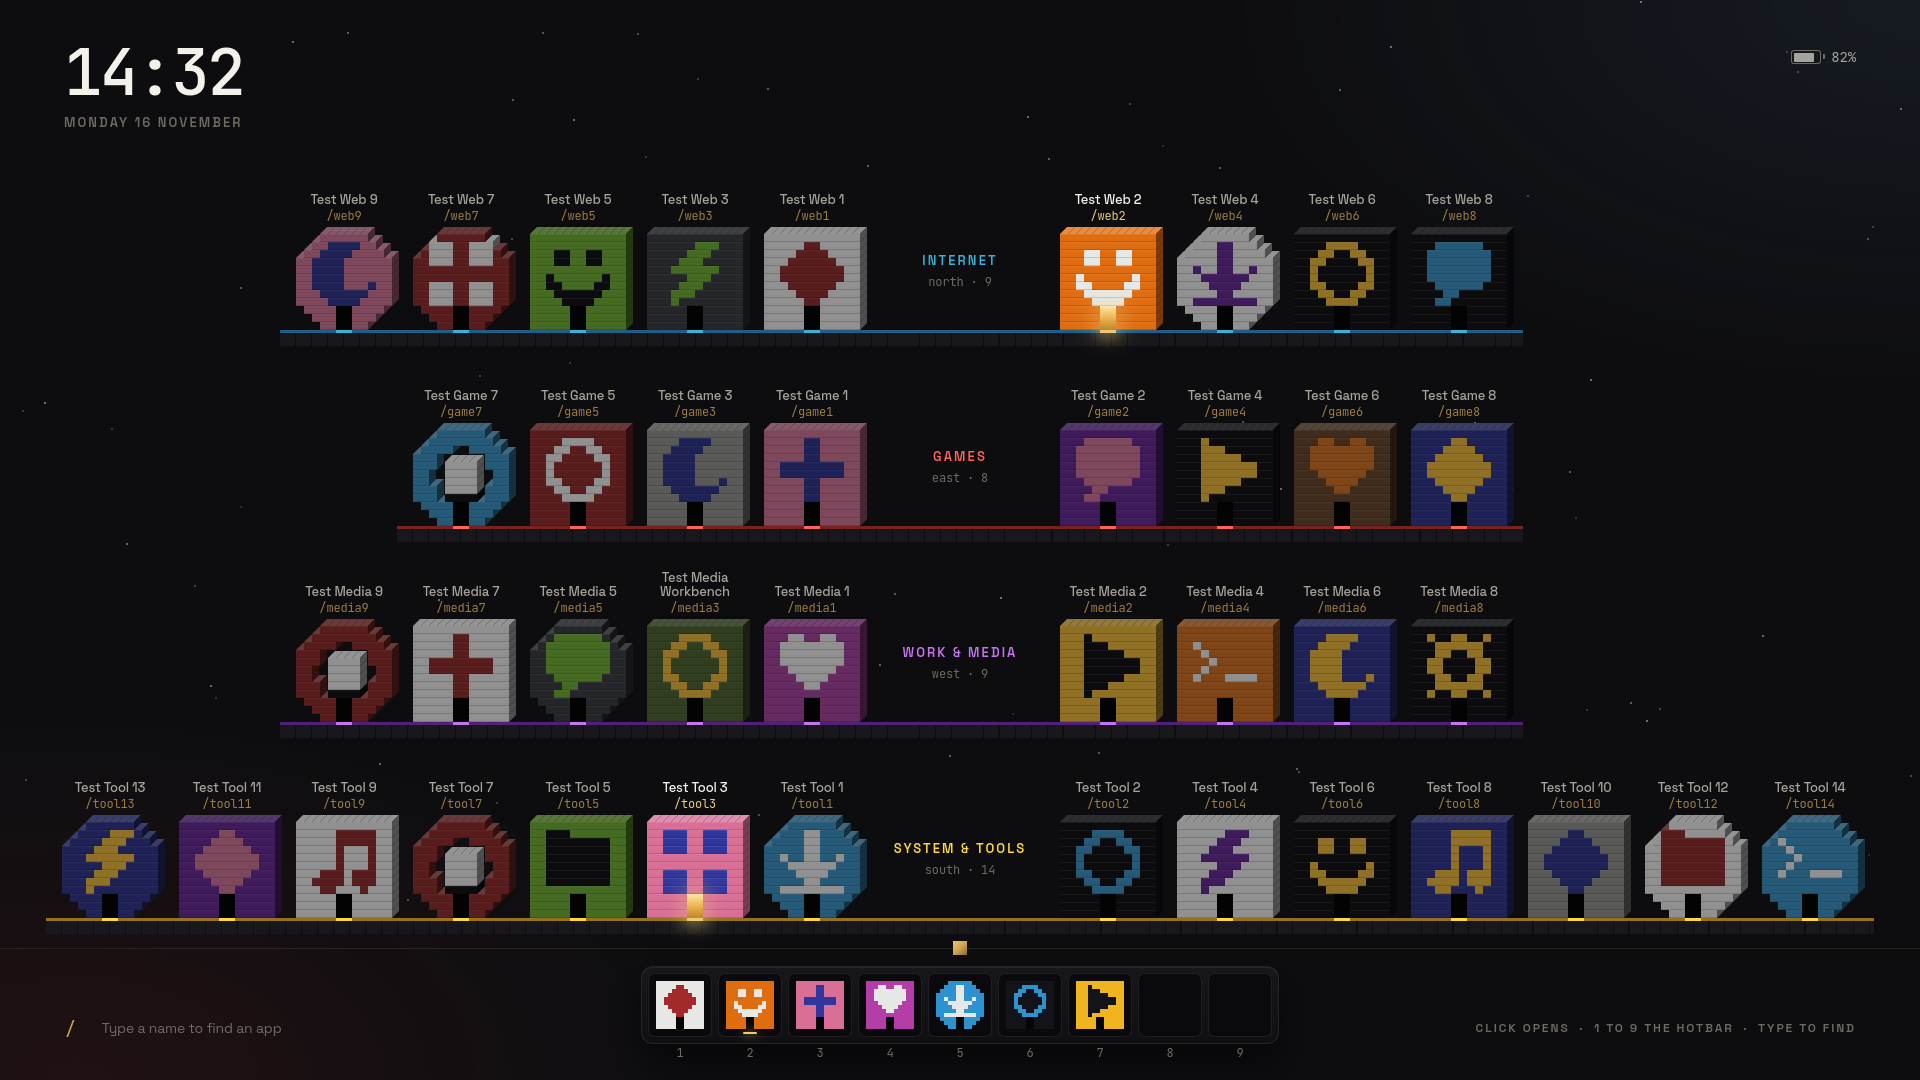 14:32
MONDAY 16 NOVEMBER
82%
Test Web 9
/web9
Test Web 7
/web7
Test Web 5
/web5
Test Web 3
/web3
Test Web 1
/web1
INTERNET
north · 9
Test Web 2
/web2
Test Web 4
/web4
Test Web 6
/web6
Test Web 8
/web8
Test Game 7
/game7
Test Game 5
/game5
Test Game 3
/game3
Test Game 1
/game1
GAMES
east · 8
Test Game 2
/game2
Test Game 4
/game4
Test Game 6
/game6
Test Game 8
/game8
Test Media 9
/media9
Test Media 7
/media7
Test Media 5
/media5
Test Media
Workbench
/media3
Test Media 1
/media1
WORK & MEDIA
west · 9
Test Media 2
/media2
Test Media 4
/media4
Test Media 6
/media6
Test Media 8
/media8
Test Tool 13
/tool13
Test Tool 11
/tool11
Test Tool 9
/tool9
Test Tool 7
/tool7
Test Tool 5
/tool5
Test Tool 3
/tool3
Test Tool 1
/tool1
SYSTEM & TOOLS
south · 14
Test Tool 2
/tool2
Test Tool 4
/tool4
Test Tool 6
/tool6
Test Tool 8
/tool8
Test Tool 10
/tool10
Test Tool 12
/tool12
Test Tool 14
/tool14
/ Type a name to find an app
1 2 3 4 5 6 7 8 9
CLICK OPENS · 1 TO 9 THE HOTBAR · TYPE TO FIND